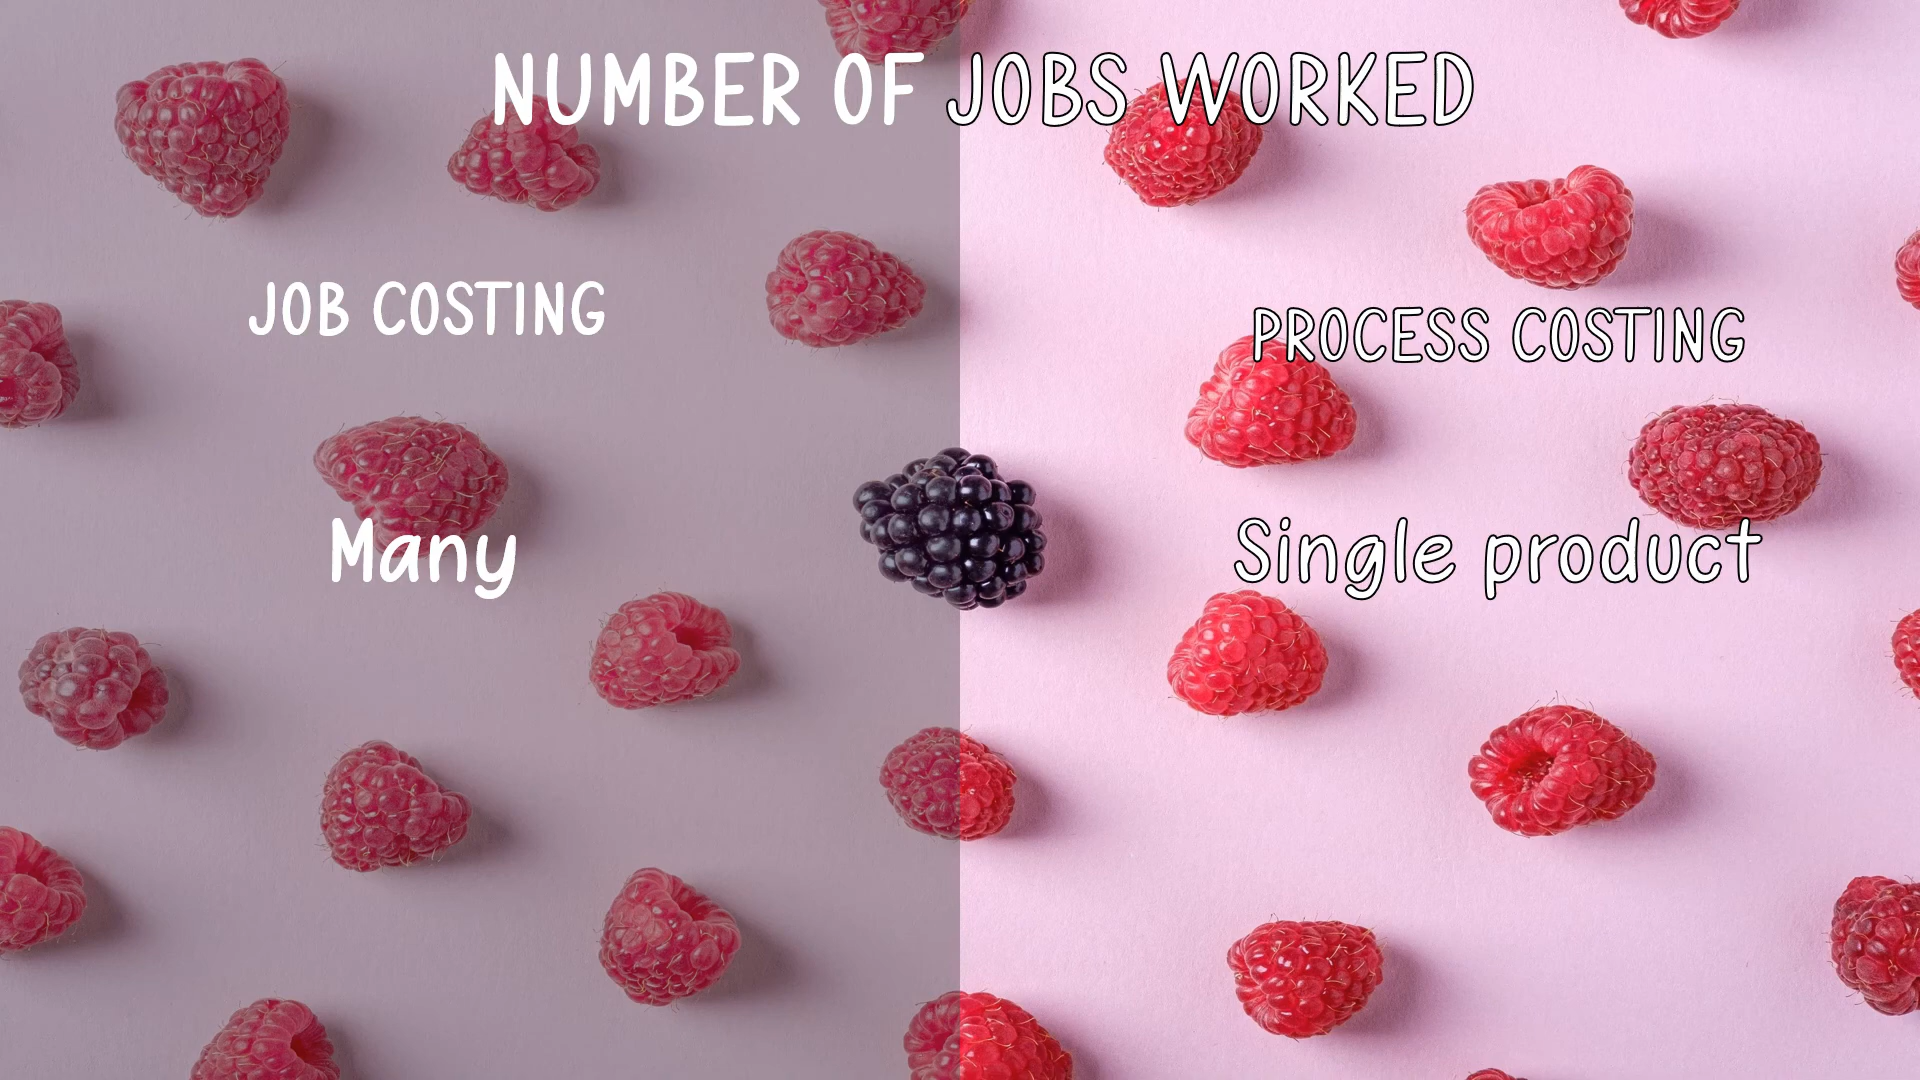 NUMBER OF JOBS WORKED
JOB COSTING
PROCESS COSTING
Many
Single product